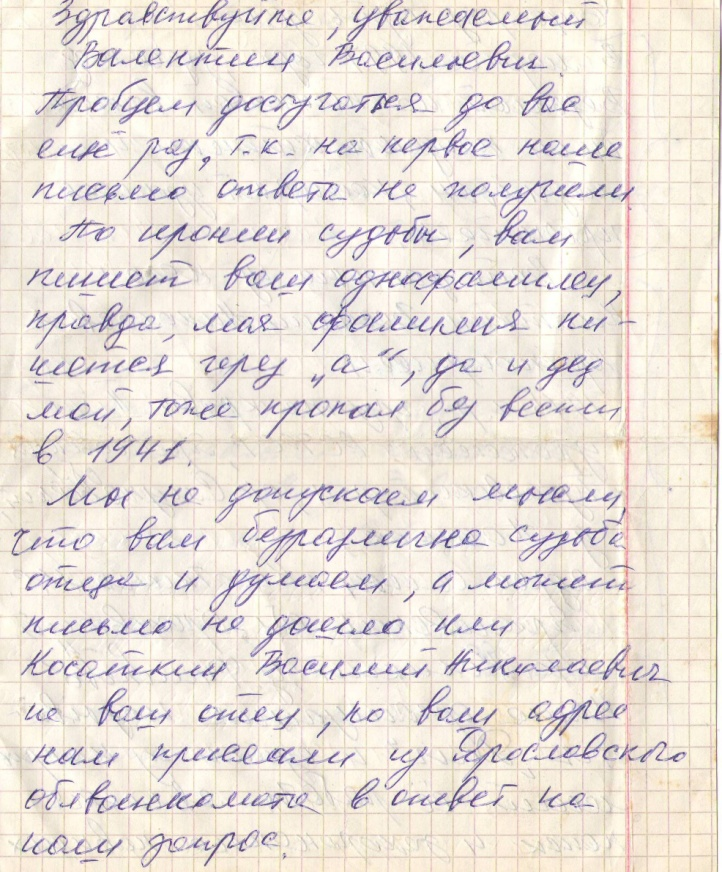 Здравствуйте, уважаемый
Валентин Васильевич.
Пробуем достучаться до вас
ещё раз, т.к. на первое наше
письмо ответа не получили
По иронии судьбы, вам
пишет ваш однофамилец,
правда, моя фамилия пи-
шется через „а“, да и дед
мой, тоже пропал без вести
в 1941.
Мы не допускаем мысли,
что вам безразлична судьба
отца и думаем, а может
письмо не дошло или
Косаткин Василий Николаевич
не ваш отец, но ваш адрес
нам прислали из Ярославского
облвоенкомата в ответ на
наш запрос.